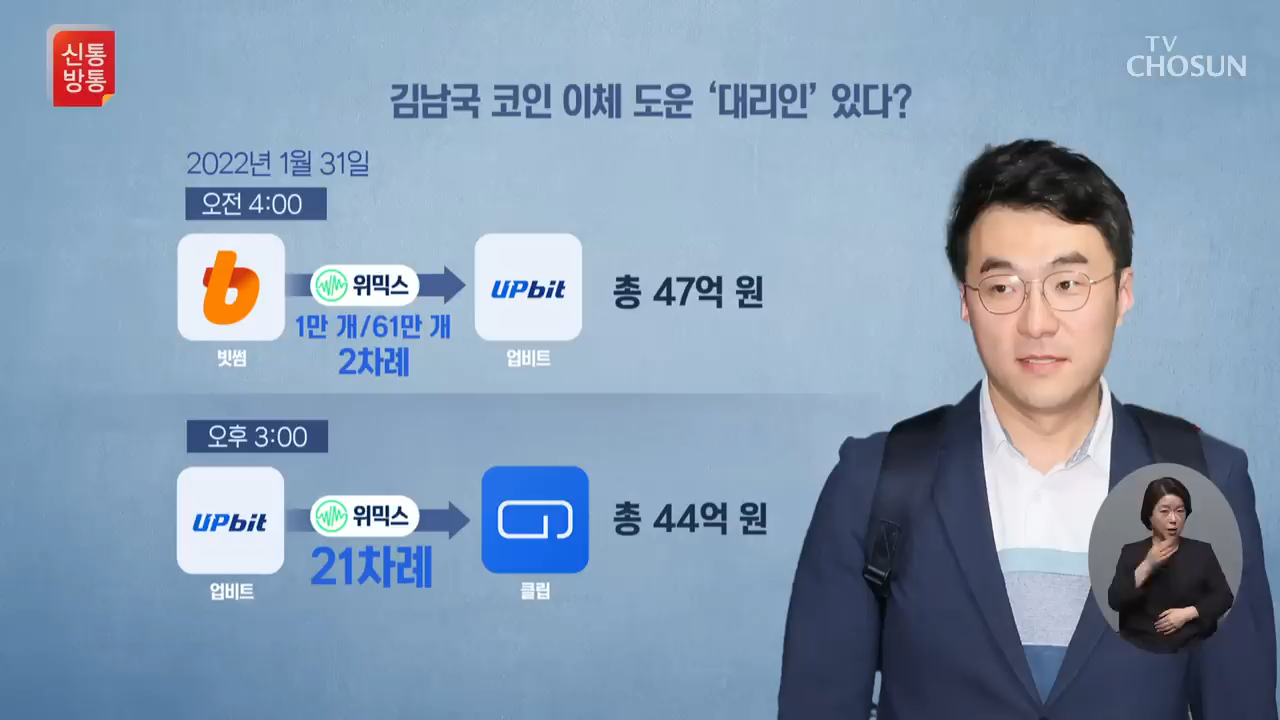 신통
방통
TV
CHOSUN
김남국 코인 이체 도운 ‘대리인’ 있다?
2022년 1월 31일
오전 4:00
b
위믹스
UPbit
총 47억 원
1만 개/61만 개
2차례
빗썸
업비트
오후 3:00
UPbit
위믹스
총 44억 원
21차례
업비트
클립